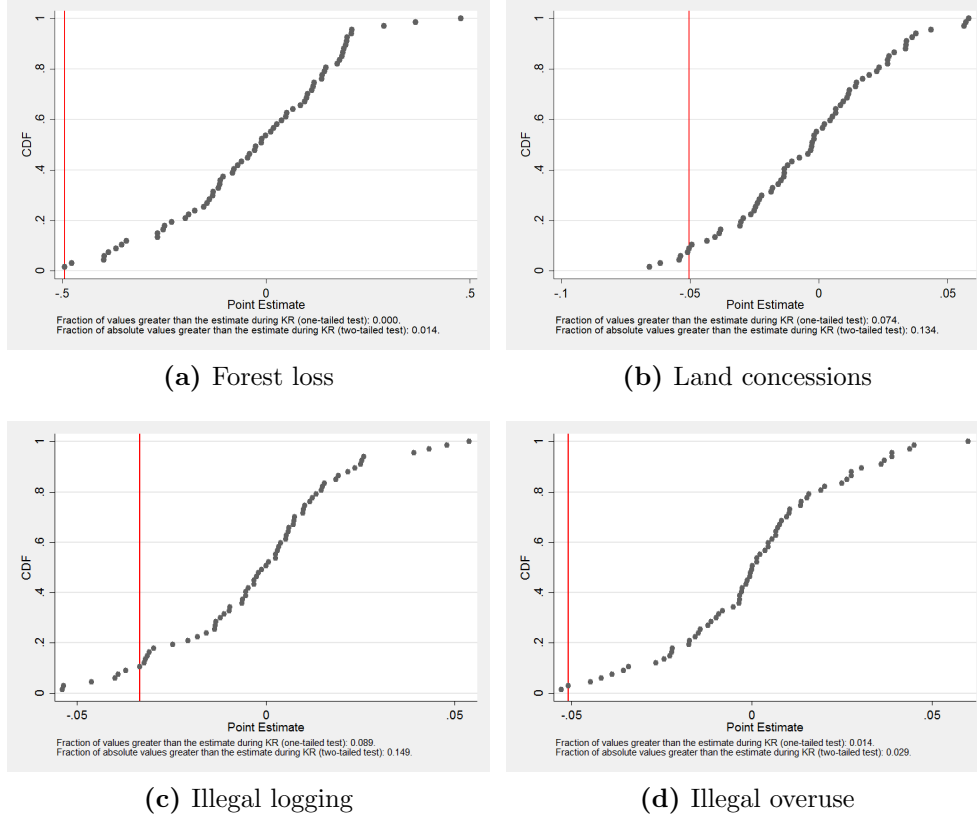 CDF
0 .2 .4 .6 .8 1
-.5 0 .5
Point Estimate
Fraction of values greater than the estimate during KR (one-tailed test): 0.000.
Fraction of absolute values greater than the estimate during KR (two-tailed test): 0.014.
(a) Forest loss
CDF
0 .2 .4 .6 .8 1
-.1 -.05 0 .05
Point Estimate
Fraction of values greater than the estimate during KR (one-tailed test): 0.074.
Fraction of absolute values greater than the estimate during KR (two-tailed test): 0.134.
(b) Land concessions
CDF
0 .2 .4 .6 .8 1
-.05 0 .05
Point Estimate
Fraction of values greater than the estimate during KR (one-tailed test): 0.089.
Fraction of absolute values greater than the estimate during KR (two-tailed test): 0.149.
(c) Illegal logging
CDF
0 .2 .4 .6 .8 1
-.05 0 .05
Point Estimate
Fraction of values greater than the estimate during KR (one-tailed test): 0.014.
Fraction of absolute values greater than the estimate during KR (two-tailed test): 0.029.
(d) Illegal overuse